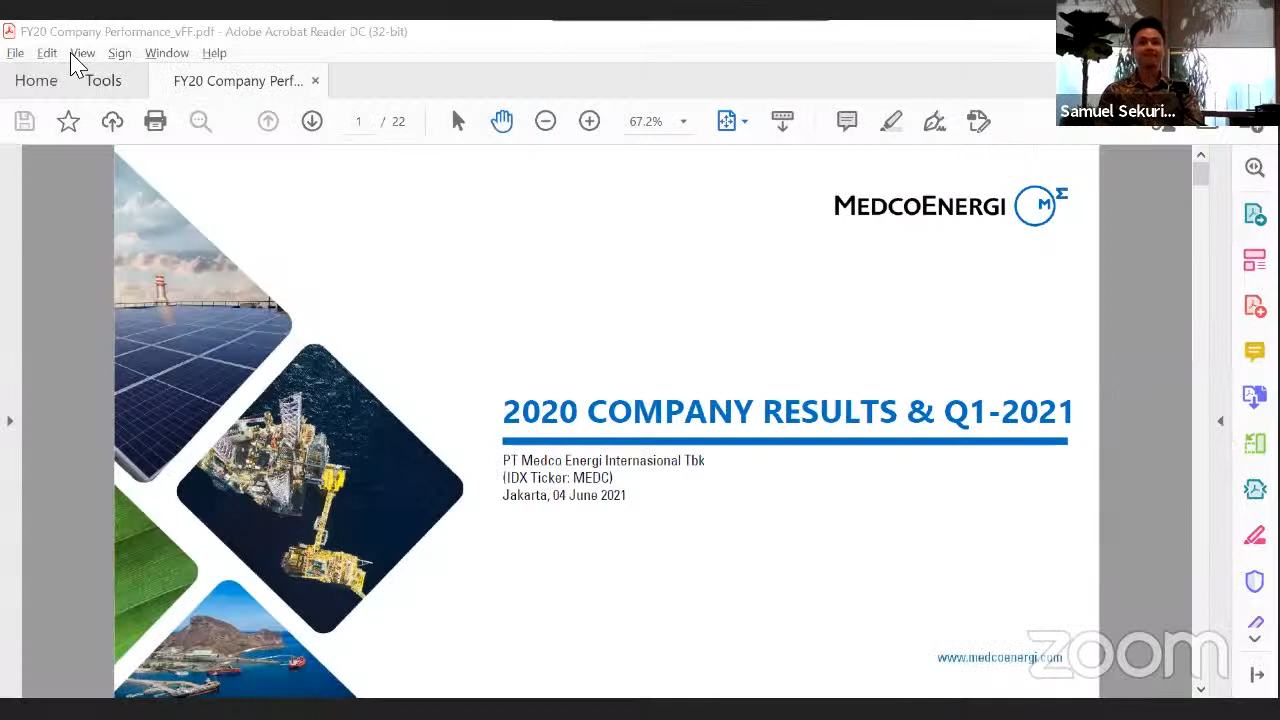 FY20 Company Performance_vFF.pdf - Adobe Acrobat Reader DC (32-bit)
File Edit View Sign Window Help
Home Tools FY20 Company Perf... ×
1 / 22 67.2%
Samuel Sekuri...
MEDCOENERGI
2020 COMPANY RESULTS & Q1-2021
PT Medco Energi Internasional Tbk
(IDX Ticker: MEDC)
Jakarta, 04 June 2021
www.medcoenergi.com
zoom